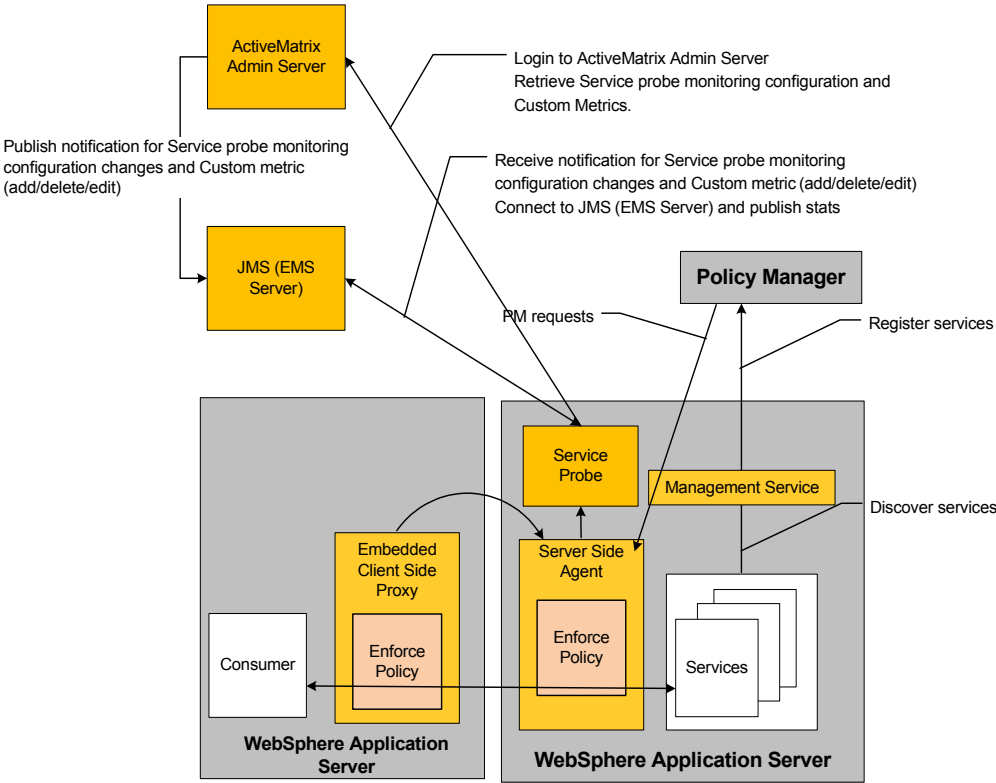 ActiveMatrix
Admin Server
Login to ActiveMatrix Admin Server
Retrieve Service probe monitoring configuration and
Custom Metrics.
Publish notification for Service probe monitoring
configuration changes and Custom metric
(add/delete/edit)
Receive notification for Service probe monitoring
configuration changes and Custom metric (add/delete/edit)
Connect to JMS (EMS Server) and publish stats
JMS (EMS
Server)
Policy Manager
PM requests
Register services
Service
Probe
Management Service
Discover services
Embedded
Client Side
Proxy
Server Side
Agent
Consumer
Enforce
Policy
Enforce
Policy
Services
WebSphere Application
Server
WebSphere Application Server